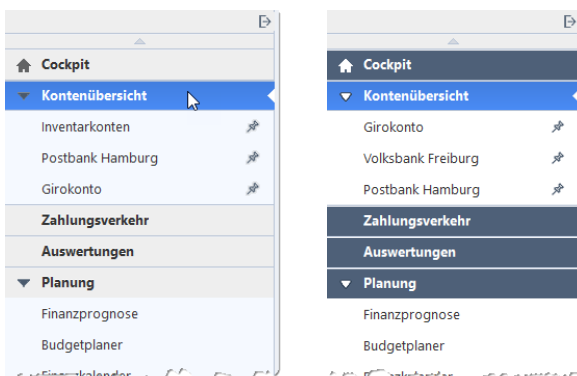 Cockpit
Kontenübersicht
Inventarkonten
Postbank Hamburg
Girokonto
Zahlungsverkehr
Auswertungen
Planung
Finanzprognose
Budgetplaner
Cockpit
Kontenübersicht
Girokonto
Volksbank Freiburg
Postbank Hamburg
Zahlungsverkehr
Auswertungen
Planung
Finanzprognose
Budgetplaner